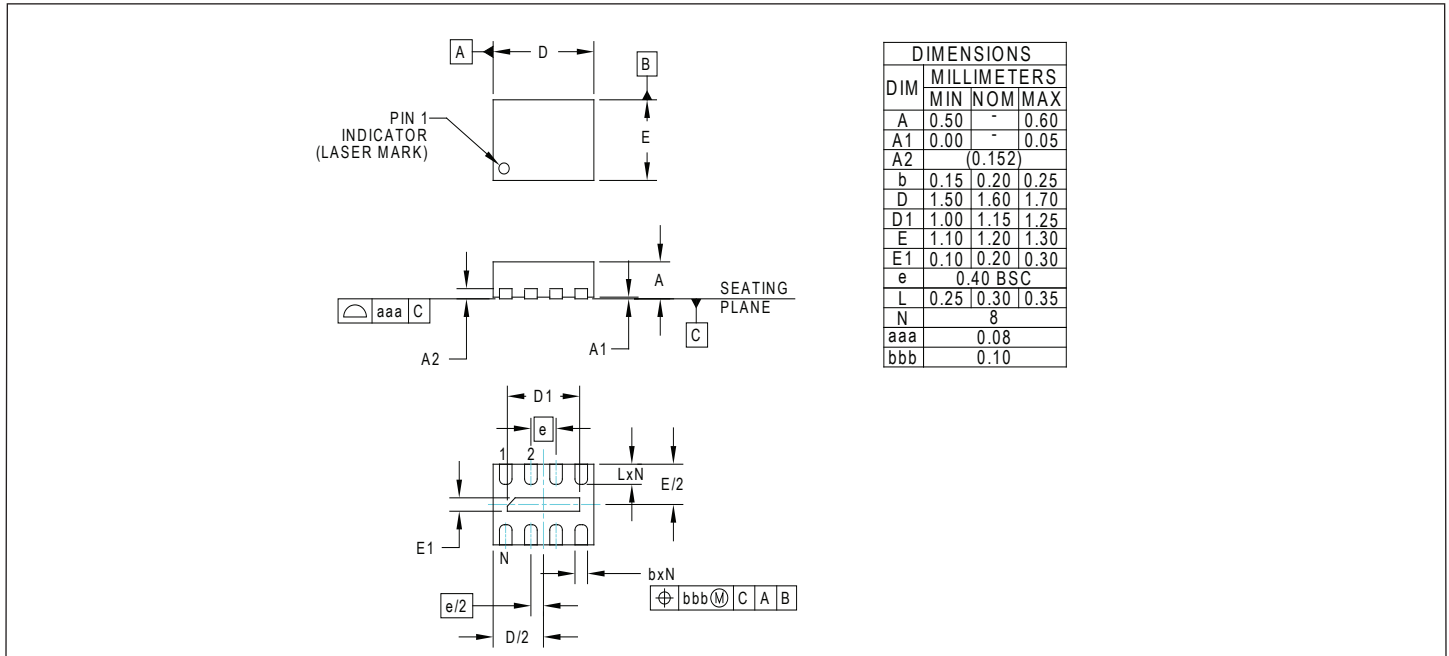 A
D
B
PIN 1
INDICATOR
(LASER MARK)
E
A
SEATING
PLANE
aaa C
C
A2
A1
D1
e
1 2
LxN
E/2
E1
N
bxN
bbb Ⓜ C A B
e/2
D/2
DIMENSIONS
DIM MILLIMETERS
MIN NOM MAX
A 0.50 - 0.60
A1 0.00 - 0.05
A2 (0.152)
b 0.15 0.20 0.25
D 1.50 1.60 1.70
D1 1.00 1.15 1.25
E 1.10 1.20 1.30
E1 0.10 0.20 0.30
e 0.40 BSC
L 0.25 0.30 0.35
N 8
aaa 0.08
bbb 0.10